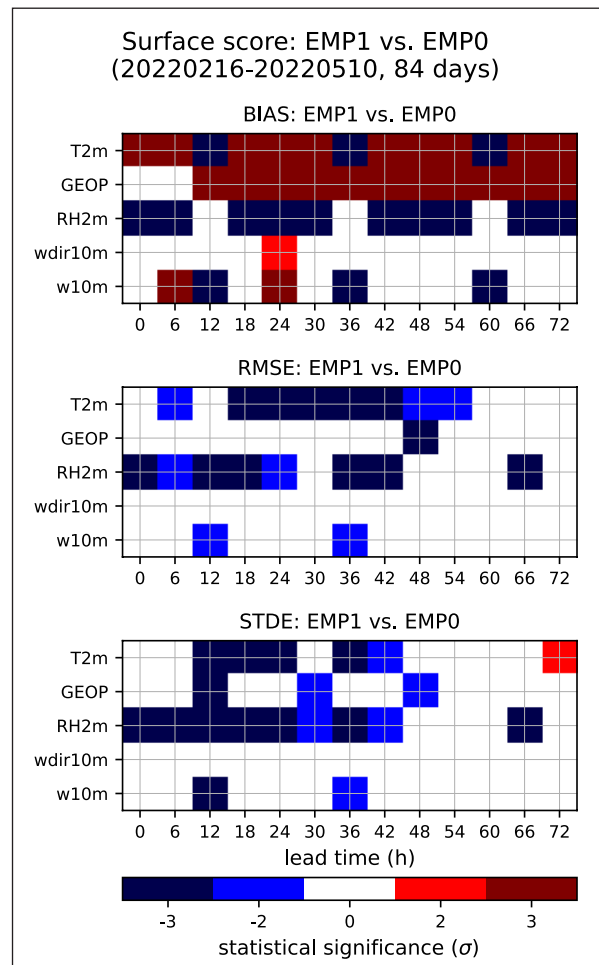 Surface score: EMP1 vs. EMP0
(20220216-20220510, 84 days)
BIAS: EMP1 vs. EMP0
T2m
GEOP
RH2m
wdir10m
w10m
0 6 12 18 24 30 36 42 48 54 60 66 72
RMSE: EMP1 vs. EMP0
T2m
GEOP
RH2m
wdir10m
w10m
0 6 12 18 24 30 36 42 48 54 60 66 72
STDE: EMP1 vs. EMP0
T2m
GEOP
RH2m
wdir10m
w10m
0 6 12 18 24 30 36 42 48 54 60 66 72
lead time (h)
-3 -2 0 2 3
statistical significance (σ)